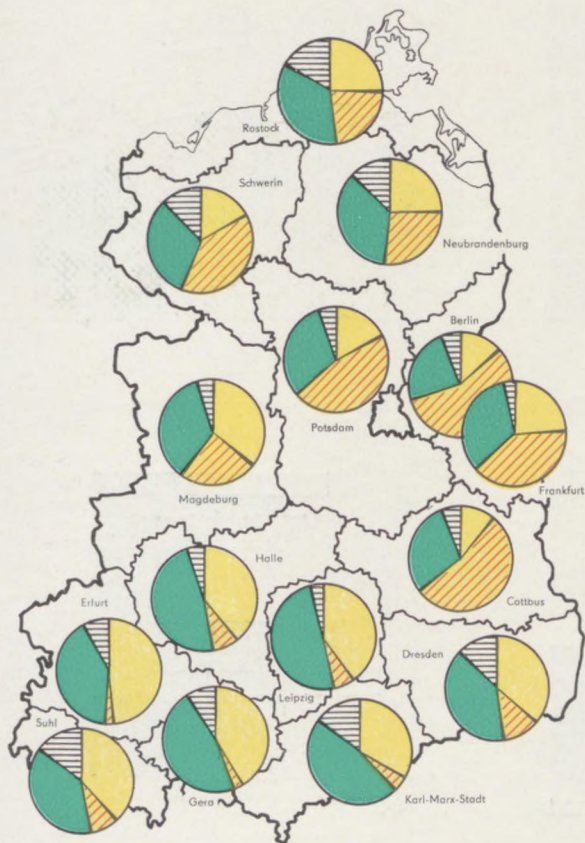 Rostock
Schwerin
Neubrandenburg
Berlin
Potsdam
Frankfurt
Magdeburg
Halle
Cottbus
Erfurt
Dresden
Leipzig
Suhl
Gera
Karl-Marx-Stadt